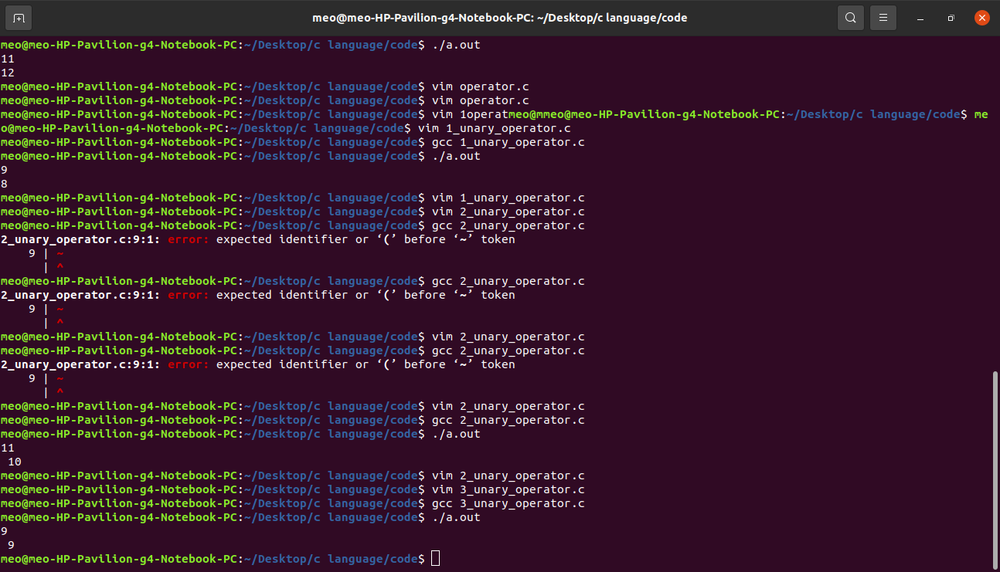 meo@meo-HP-Pavilion-g4-Notebook-PC: ~/Desktop/c language/code
meo@meo-HP-Pavilion-g4-Notebook-PC:~/Desktop/c language/code$ ./a.out
11
12
meo@meo-HP-Pavilion-g4-Notebook-PC:~/Desktop/c language/code$ vim operator.c
meo@meo-HP-Pavilion-g4-Notebook-PC:~/Desktop/c language/code$ vim operator.c
meo@meo-HP-Pavilion-g4-Notebook-PC:~/Desktop/c language/code$ vim 1operatmeo@mmeo@meo-HP-Pavilion-g4-Notebook-PC:~/Desktop/c language/code$ me
o@meo-HP-Pavilion-g4-Notebook-PC:~/Desktop/c language/code$ vim 1_unary_operator.c
meo@meo-HP-Pavilion-g4-Notebook-PC:~/Desktop/c language/code$ gcc 1_unary_operator.c
meo@meo-HP-Pavilion-g4-Notebook-PC:~/Desktop/c language/code$ ./a.out
9
8
meo@meo-HP-Pavilion-g4-Notebook-PC:~/Desktop/c language/code$ vim 1_unary_operator.c
meo@meo-HP-Pavilion-g4-Notebook-PC:~/Desktop/c language/code$ vim 2_unary_operator.c
meo@meo-HP-Pavilion-g4-Notebook-PC:~/Desktop/c language/code$ gcc 2_unary_operator.c
2_unary_operator.c:9:1: error: expected identifier or ‘(’ before ‘~’ token
    9 | ~
      | ^
meo@meo-HP-Pavilion-g4-Notebook-PC:~/Desktop/c language/code$ gcc 2_unary_operator.c
2_unary_operator.c:9:1: error: expected identifier or ‘(’ before ‘~’ token
    9 | ~
      | ^
meo@meo-HP-Pavilion-g4-Notebook-PC:~/Desktop/c language/code$ vim 2_unary_operator.c
meo@meo-HP-Pavilion-g4-Notebook-PC:~/Desktop/c language/code$ gcc 2_unary_operator.c
2_unary_operator.c:9:1: error: expected identifier or ‘(’ before ‘~’ token
    9 | ~
      | ^
meo@meo-HP-Pavilion-g4-Notebook-PC:~/Desktop/c language/code$ vim 2_unary_operator.c
meo@meo-HP-Pavilion-g4-Notebook-PC:~/Desktop/c language/code$ gcc 2_unary_operator.c
meo@meo-HP-Pavilion-g4-Notebook-PC:~/Desktop/c language/code$ ./a.out
11
 10
meo@meo-HP-Pavilion-g4-Notebook-PC:~/Desktop/c language/code$ vim 2_unary_operator.c
meo@meo-HP-Pavilion-g4-Notebook-PC:~/Desktop/c language/code$ vim 3_unary_operator.c
meo@meo-HP-Pavilion-g4-Notebook-PC:~/Desktop/c language/code$ gcc 3_unary_operator.c
meo@meo-HP-Pavilion-g4-Notebook-PC:~/Desktop/c language/code$ ./a.out
9
 9
meo@meo-HP-Pavilion-g4-Notebook-PC:~/Desktop/c language/code$